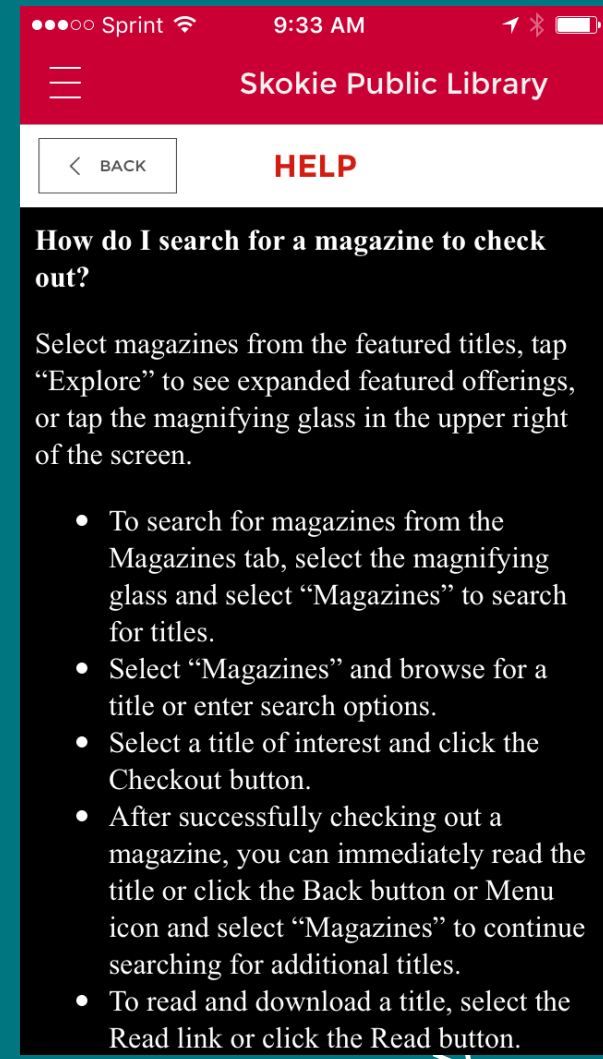 Sprint 9:33 AM
Skokie Public Library
BACK HELP
How do I search for a magazine to check
out?
Select magazines from the featured titles, tap
“Explore” to see expanded featured offerings,
or tap the magnifying glass in the upper right
of the screen.
• To search for magazines from the
Magazines tab, select the magnifying
glass and select “Magazines” to search
for titles.
• Select “Magazines” and browse for a
title or enter search options.
• Select a title of interest and click the
Checkout button.
• After successfully checking out a
magazine, you can immediately read the
title or click the Back button or Menu
icon and select “Magazines” to continue
searching for additional titles.
• To read and download a title, select the
Read link or click the Read button.